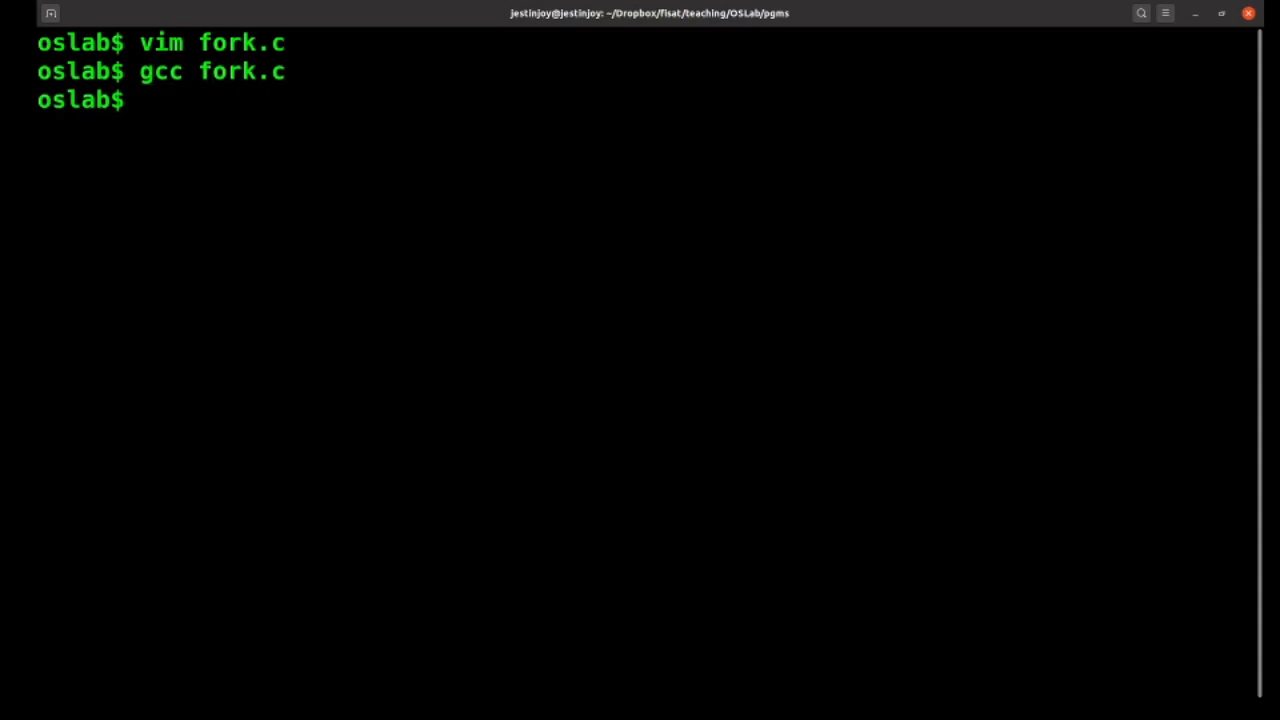 jestinjoy@jestinjoy: ~/Dropbox/fisat/teaching/OSLab/pgms
oslab$ vim fork.c
oslab$ gcc fork.c
oslab$